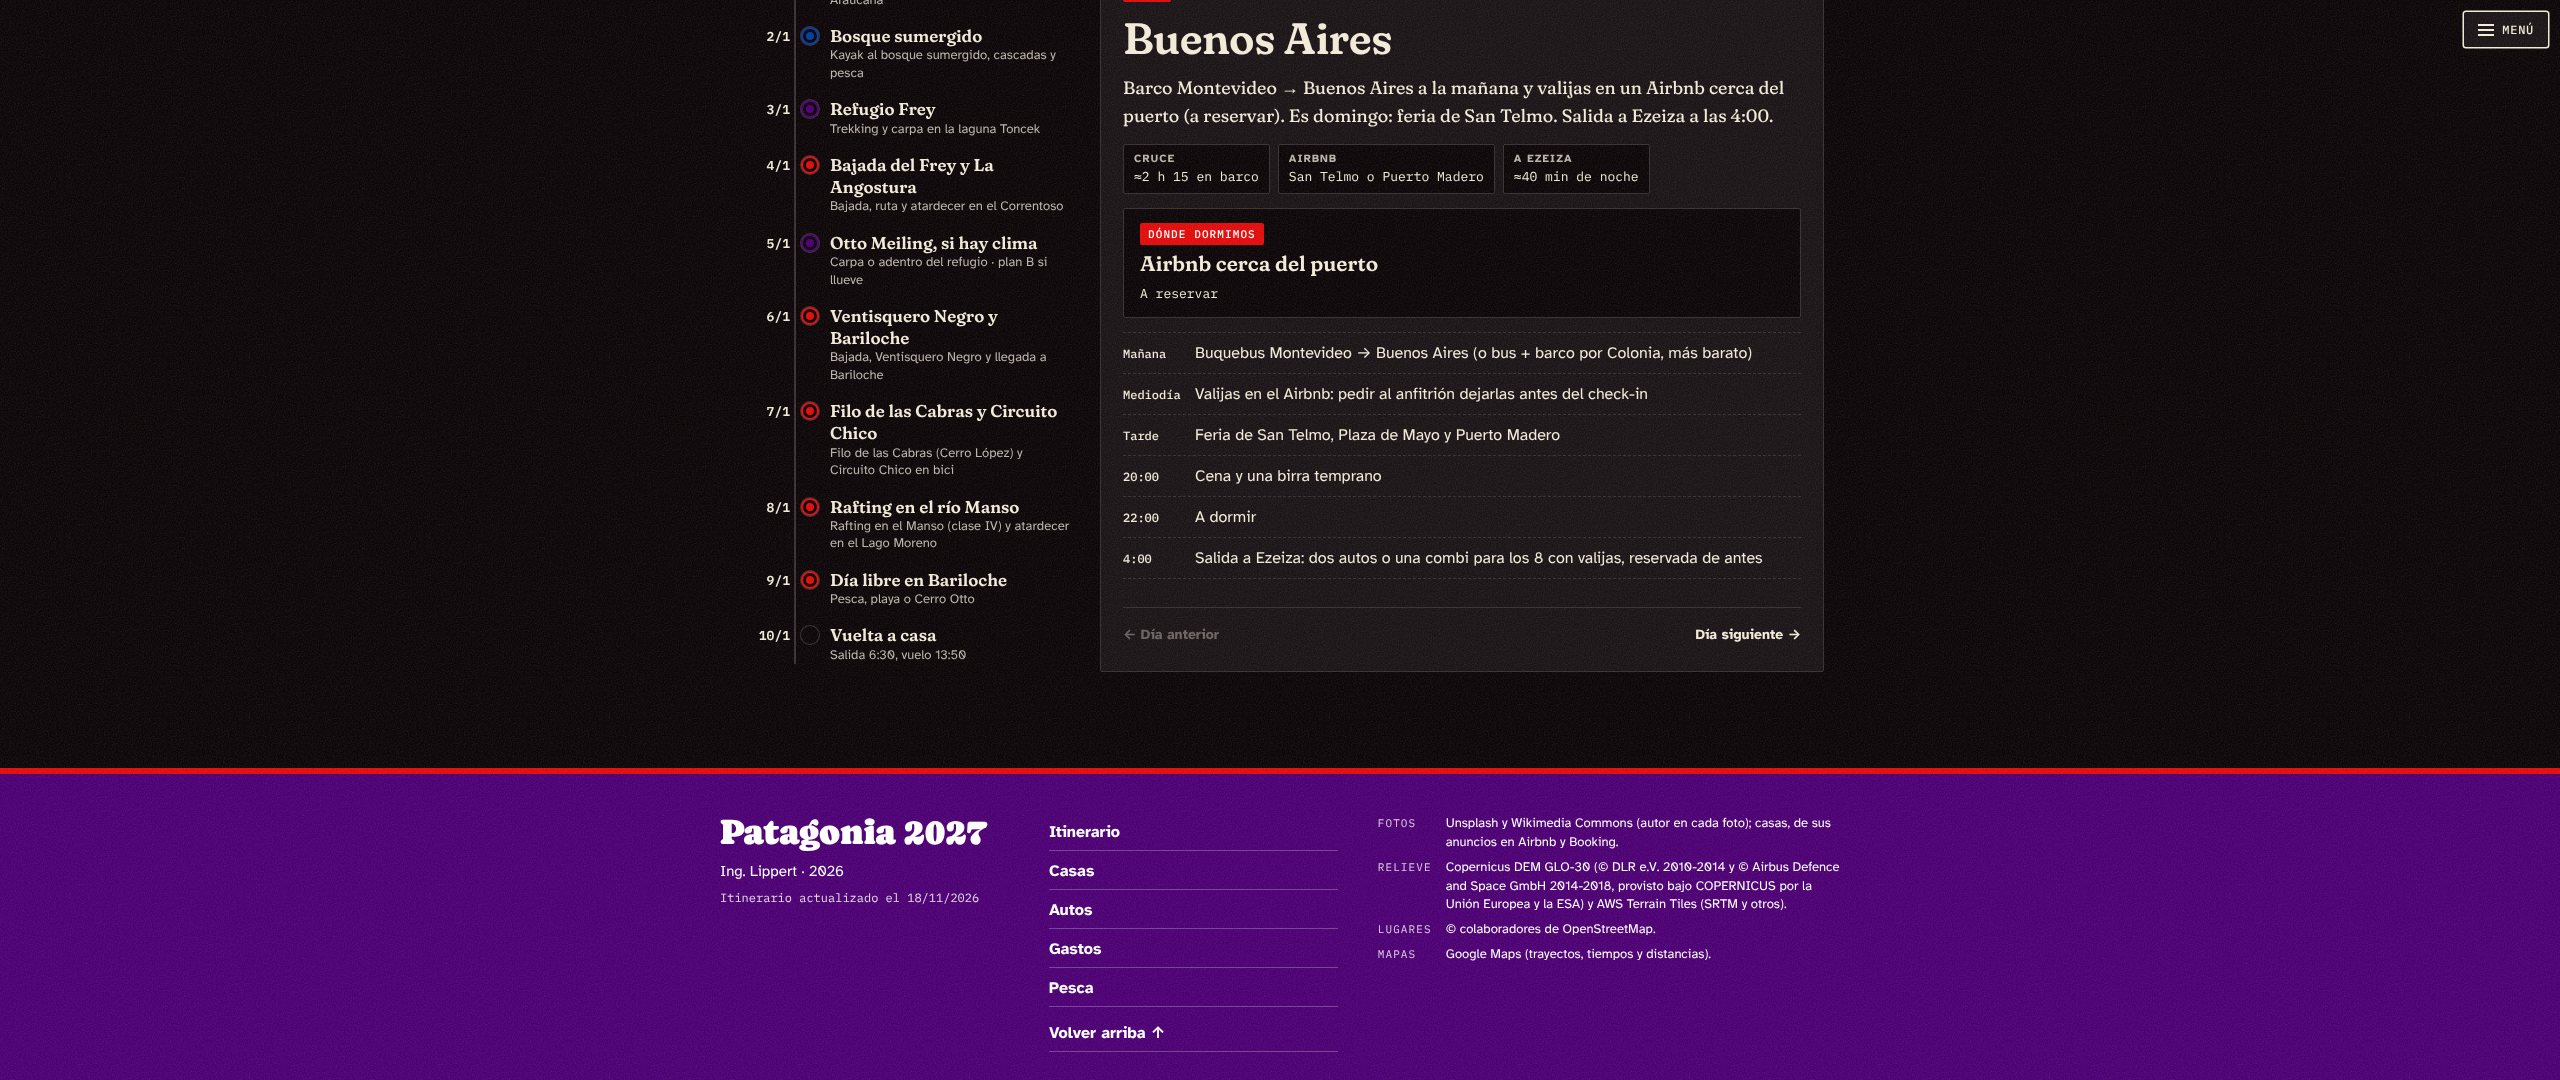 MENÚ
Araucana
2/1
Bosque sumergido
Kayak al bosque sumergido, cascadas y
pesca
3/1
Refugio Frey
Trekking y carpa en la laguna Toncek
4/1
Bajada del Frey y La
Angostura
Bajada, ruta y atardecer en el Correntoso
5/1
Otto Meiling, si hay clima
Carpa o adentro del refugio · plan B si
llueve
6/1
Ventisquero Negro y
Bariloche
Bajada, Ventisquero Negro y llegada a
Bariloche
7/1
Filo de las Cabras y Circuito
Chico
Filo de las Cabras (Cerro López) y
Circuito Chico en bici
8/1
Rafting en el río Manso
Rafting en el Manso (clase IV) y atardecer
en el Lago Moreno
9/1
Día libre en Bariloche
Pesca, playa o Cerro Otto
10/1
Vuelta a casa
Salida 6:30, vuelo 13:50
Buenos Aires
Barco Montevideo → Buenos Aires a la mañana y valijas en un Airbnb cerca del
puerto (a reservar). Es domingo: feria de San Telmo. Salida a Ezeiza a las 4:00.
CRUCE
≈2 h 15 en barco
AIRBNB
San Telmo o Puerto Madero
A EZEIZA
≈40 min de noche
DÓNDE DORMIMOS
Airbnb cerca del puerto
A reservar
Mañana Buquebus Montevideo → Buenos Aires (o bus + barco por Colonia, más barato)
Mediodía Valijas en el Airbnb: pedir al anfitrión dejarlas antes del check-in
Tarde Feria de San Telmo, Plaza de Mayo y Puerto Madero
20:00 Cena y una birra temprano
22:00 A dormir
4:00 Salida a Ezeiza: dos autos o una combi para los 8 con valijas, reservada de antes
← Día anterior
Día siguiente →
Patagonia 2027
Ing. Lippert · 2026
Itinerario actualizado el 18/11/2026
Itinerario
Casas
Autos
Gastos
Pesca
Volver arriba ↑
FOTOS Unsplash y Wikimedia Commons (autor en cada foto); casas, de sus
anuncios en Airbnb y Booking.
RELIEVE Copernicus DEM GLO-30 (© DLR e.V. 2010-2014 y © Airbus Defence
and Space GmbH 2014-2018, provisto bajo COPERNICUS por la
Unión Europea y la ESA) y AWS Terrain Tiles (SRTM y otros).
LUGARES © colaboradores de OpenStreetMap.
MAPAS Google Maps (trayectos, tiempos y distancias).